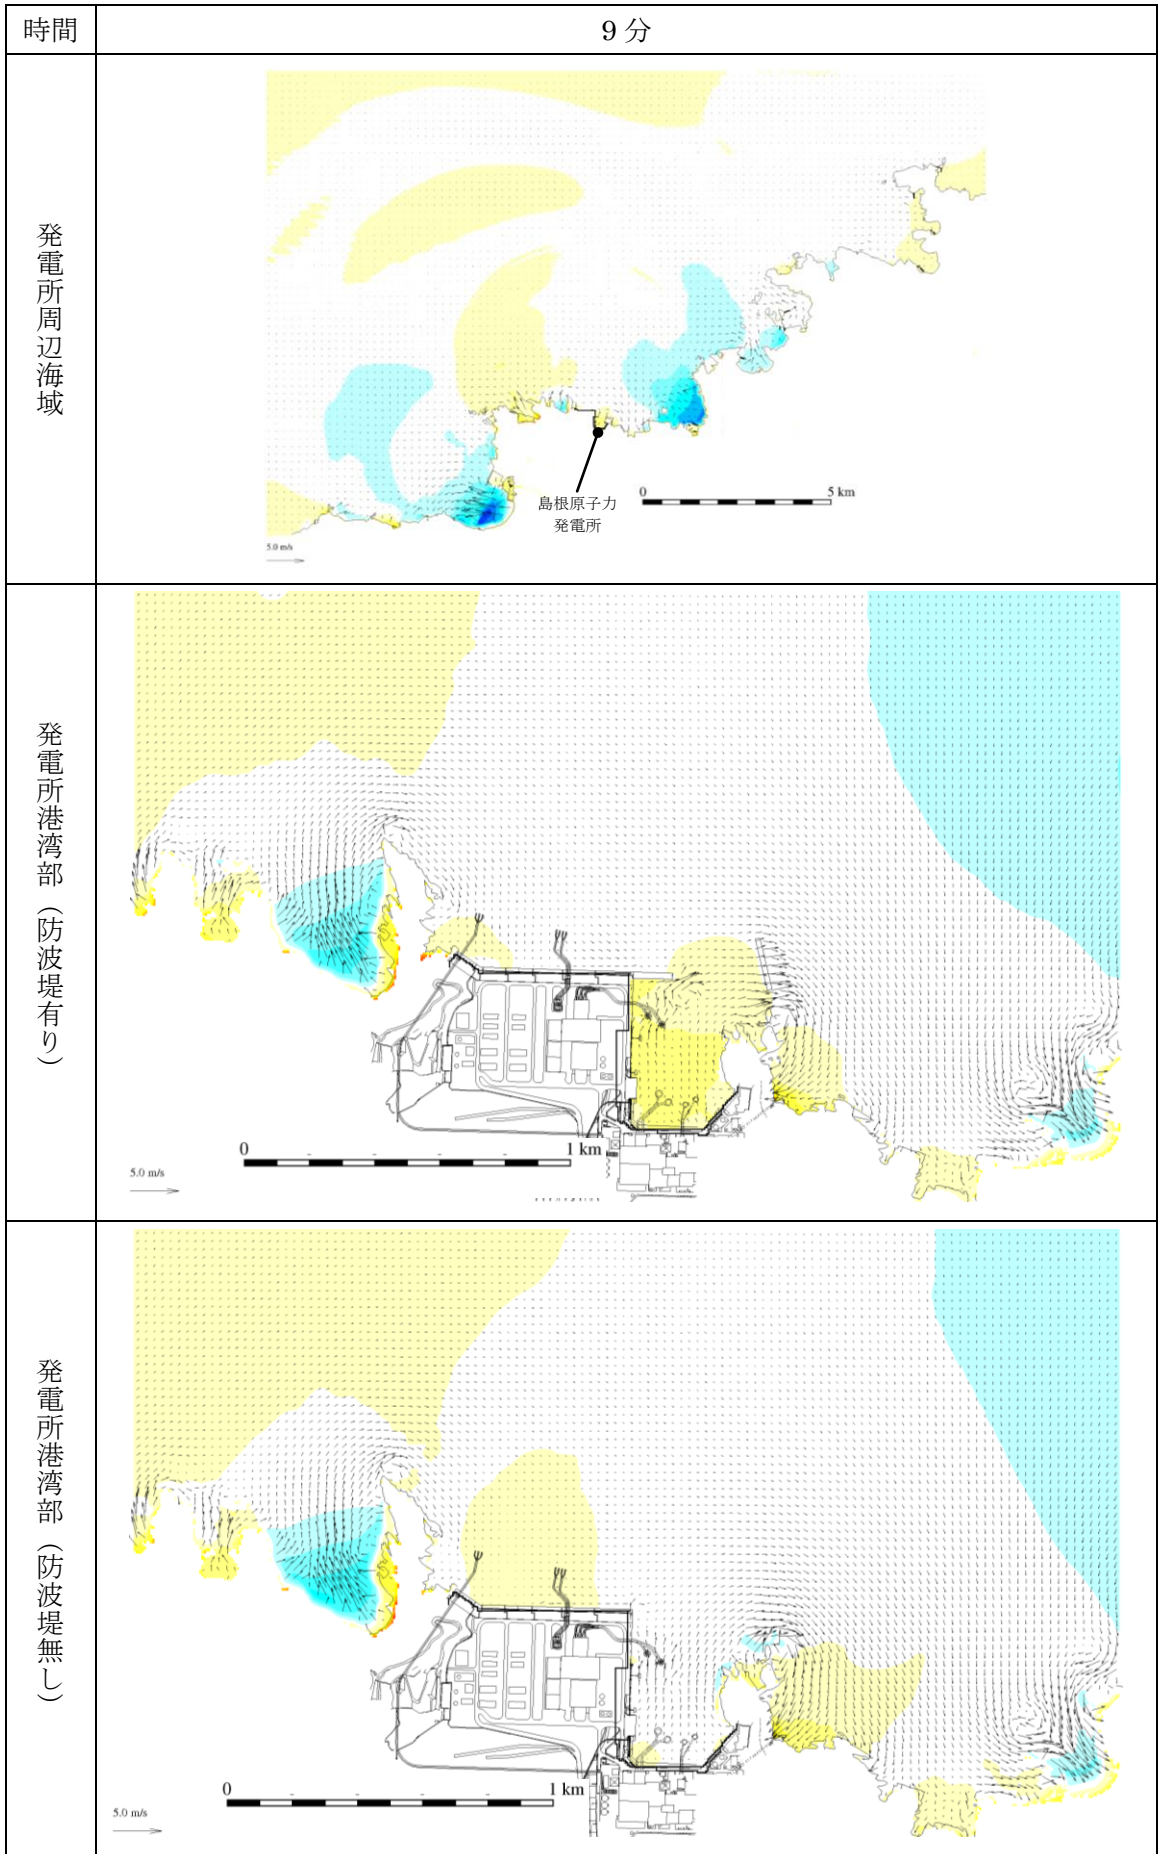 時間
9 分
発電所周辺海域
島根原子力
発電所
0 5 km
5.0 m/s
発電所港湾部（防波堤有り）
0 1 km
5.0 m/s
発電所港湾部（防波堤無し）
0 1 km
5.0 m/s